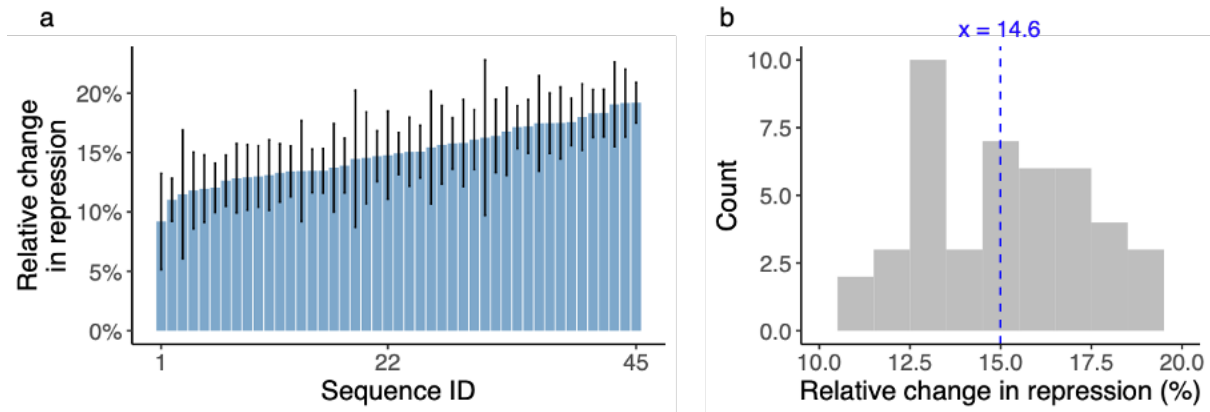 a
Relative change
in repression
20%
15%
10%
5%
0%
1
22
45
Sequence ID
b
x = 14.6
Count
10.0
7.5
5.0
2.5
0.0
10.0
12.5
15.0
17.5
20.0
Relative change in repression (%)